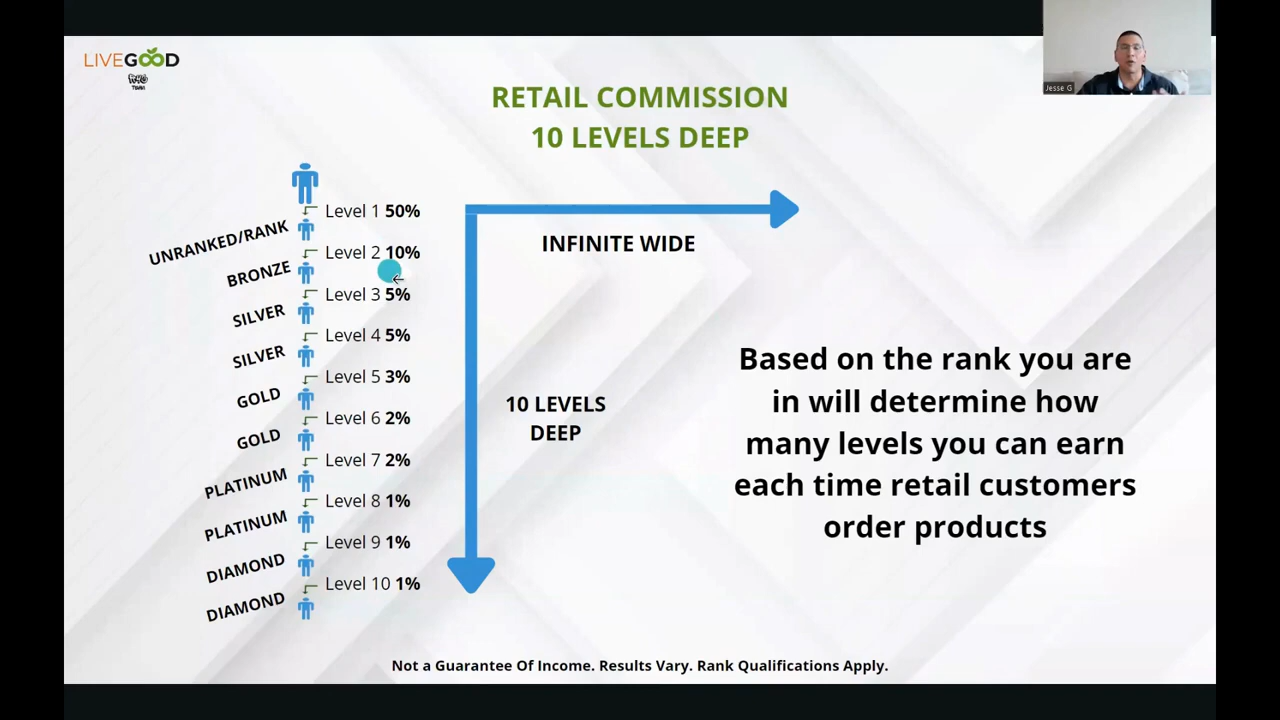 LIVEGOOD
TEAM
Jesse G
RETAIL COMMISSION
10 LEVELS DEEP
Level 1 50%
UNRANKED/RANK
Level 2 10%
BRONZE
Level 3 5%
SILVER
Level 4 5%
SILVER
Level 5 3%
GOLD
Level 6 2%
GOLD
Level 7 2%
PLATINUM
Level 8 1%
PLATINUM
Level 9 1%
DIAMOND
Level 10 1%
DIAMOND
INFINITE WIDE
10 LEVELS
DEEP
Based on the rank you are
in will determine how
many levels you can earn
each time retail customers
order products
Not a Guarantee Of Income. Results Vary. Rank Qualifications Apply.